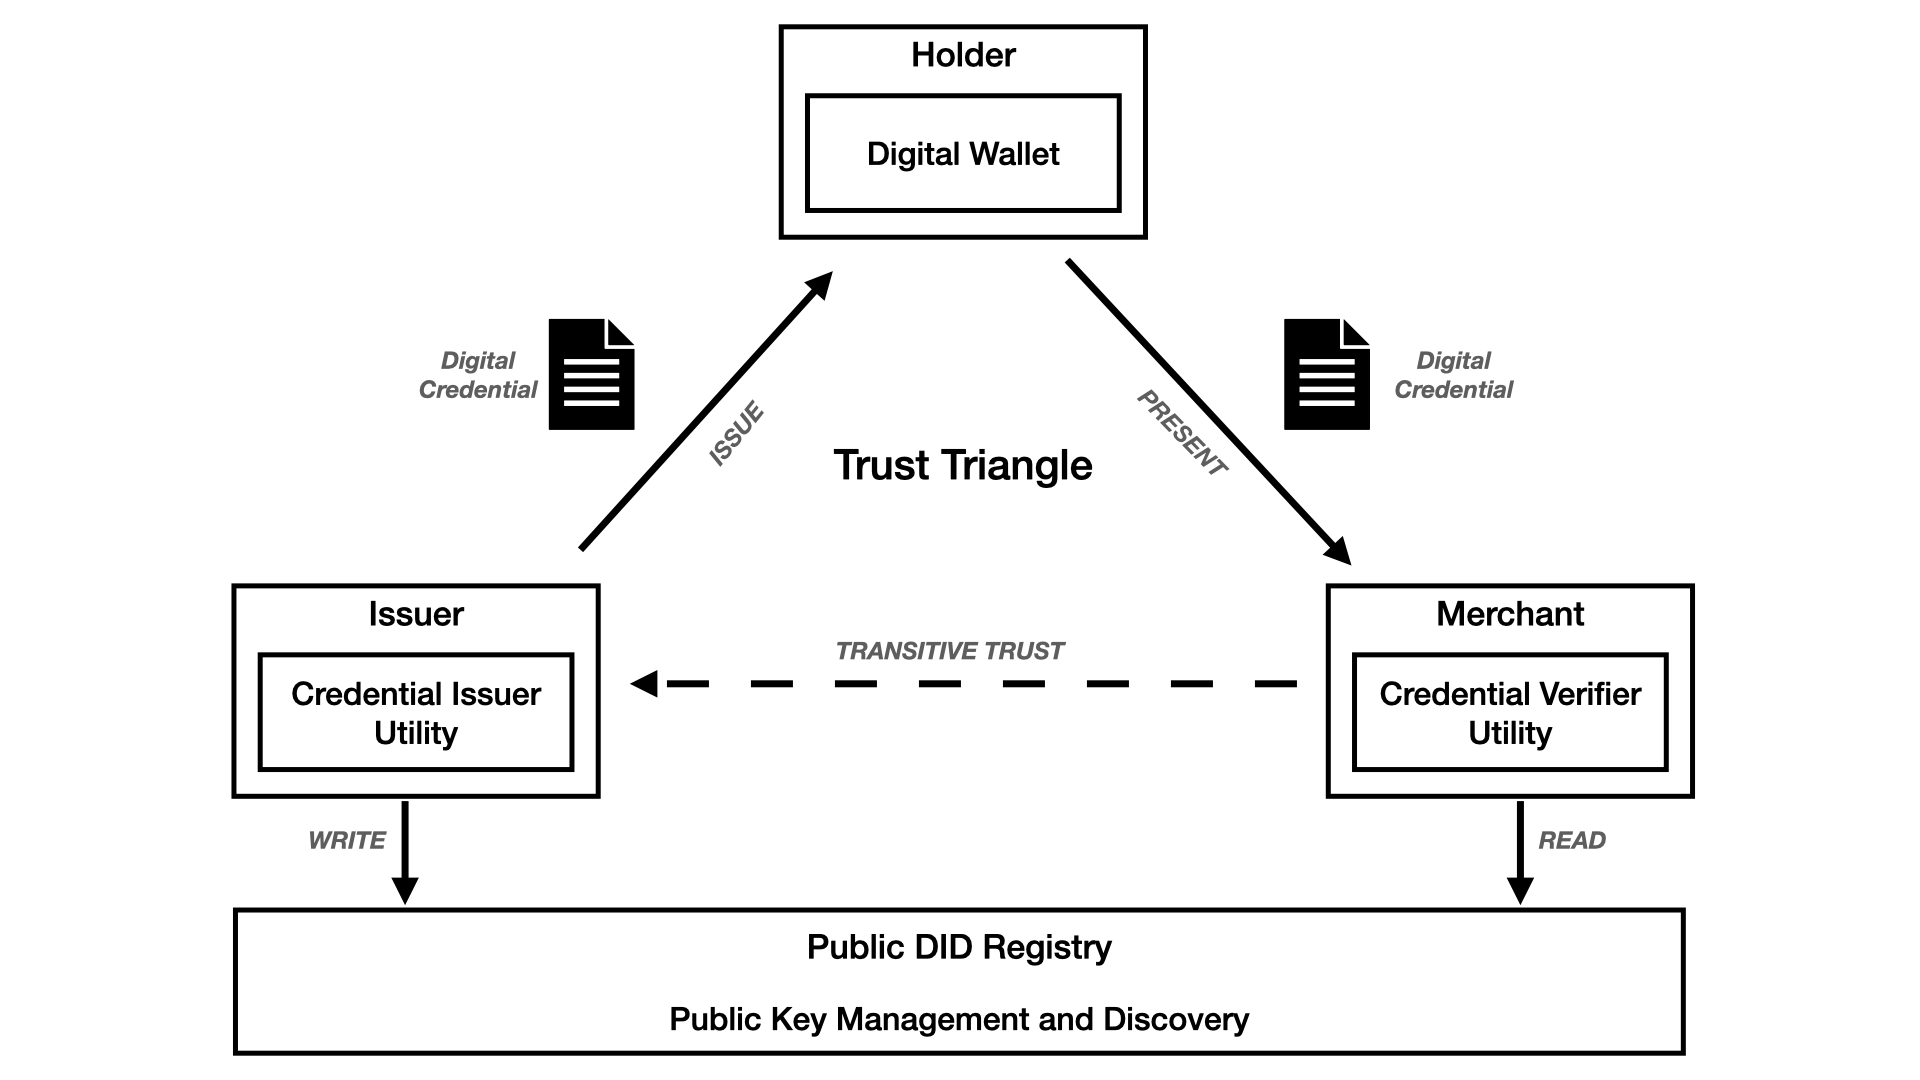 Holder
Digital Wallet
Digital
Credential
ISSUE
Trust Triangle
PRESENT
Digital
Credential
Issuer
Credential Issuer
Utility
TRANSITIVE TRUST
Merchant
Credential Verifier
Utility
WRITE
READ
Public DID Registry
Public Key Management and Discovery